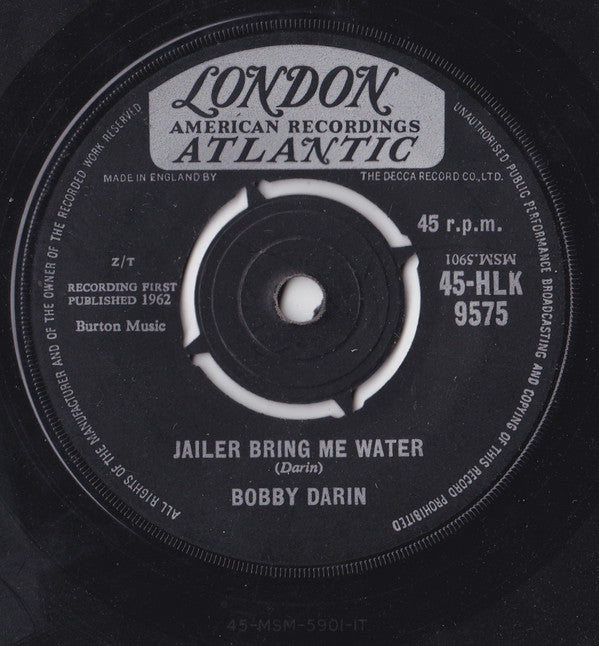 LONDON
AMERICAN RECORDINGS
ATLANTIC
MADE IN ENGLAND BY
THE DECCA RECORD CO., LTD.
45 r.p.m.
Z/T
RECORDING FIRST
PUBLISHED 1962
Burton Music
MSM.5901
45-HLK
9575
JAILER BRING ME WATER
(Darin)
BOBBY DARIN
ALL RIGHTS OF THE MANUFACTURER AND OF THE OWNER OF THE RECORDED WORK RESERVED
UNAUTHORISED PUBLIC PERFORMANCE BROADCASTING AND COPYING OF THIS RECORD PROHIBITED
45-MSM-5901-1T